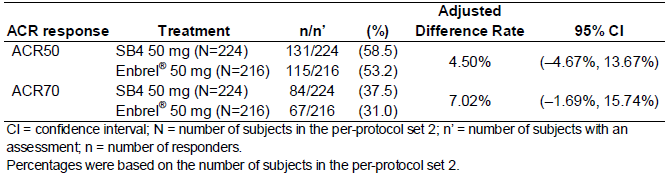 Adjusted
ACR response Treatment n/n’ (%) Difference Rate 95% CI
ACR50 SB4 50 mg (N=224) 131/224 (58.5) 4.50% (–4.67%, 13.67%)
Enbrel® 50 mg (N=216) 115/216 (53.2)
ACR70 SB4 50 mg (N=224) 84/224 (37.5) 7.02% (–1.69%, 15.74%)
Enbrel® 50 mg (N=216) 67/216 (31.0)
CI = confidence interval; N = number of subjects in the per-protocol set 2; n’ = number of subjects with an
assessment; n = number of responders.
Percentages were based on the number of subjects in the per-protocol set 2.